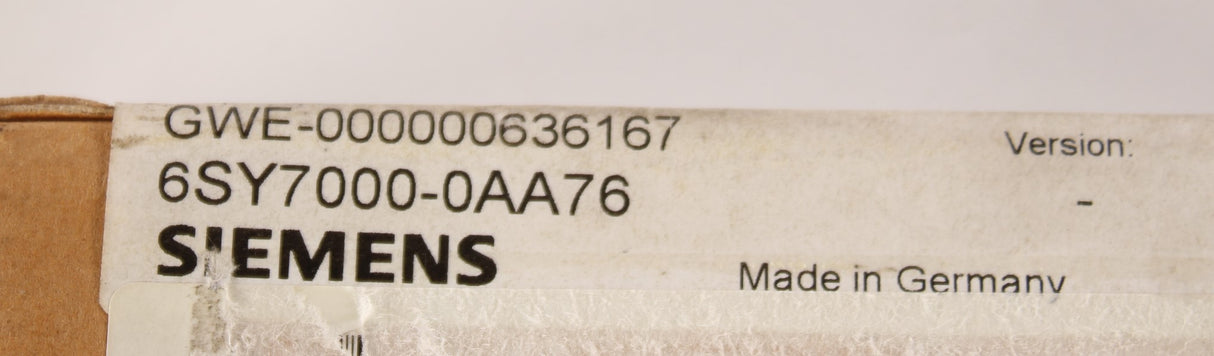 GWE-000000636167
Version:
6SY7000-0AA76
-
SIEMENS
Made in Germany